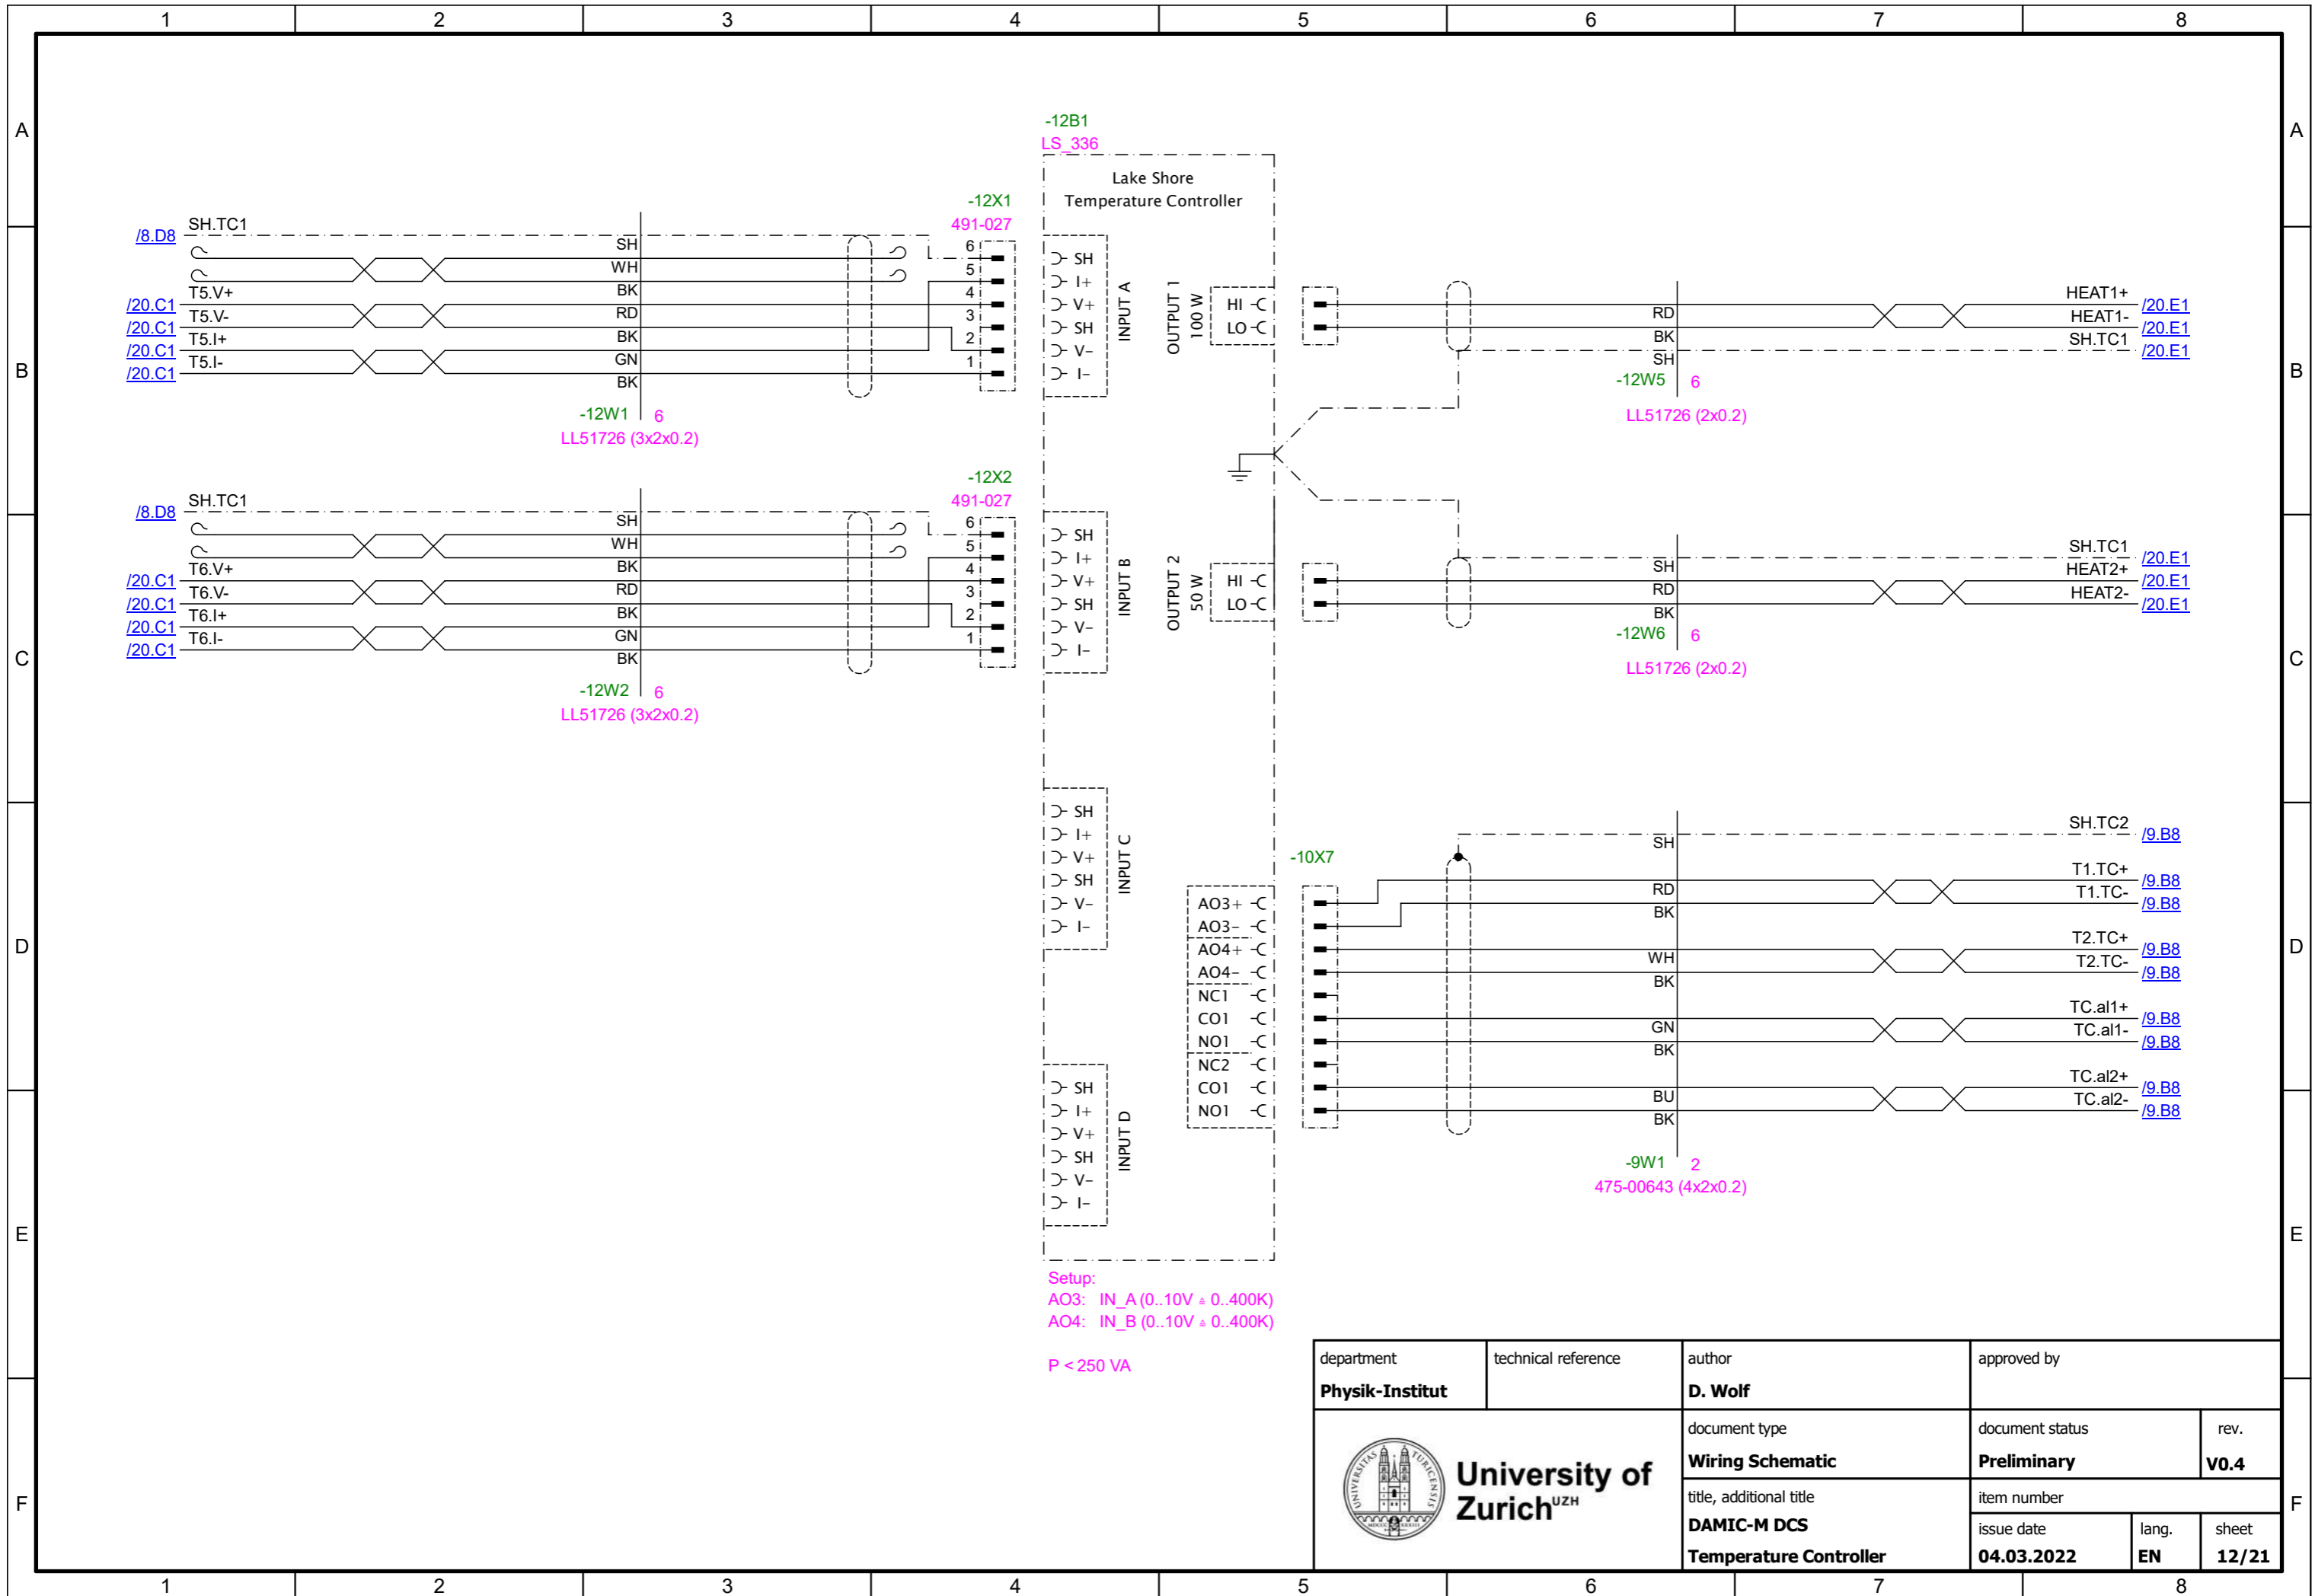 1 2 3 4 5 6 7 8
A A
-12B1
LS_336
Lake Shore
Temperature Controller
-12X1
491-027
/8.D8 SH.TC1
SH
WH
BK
/20.C1 T5.V+
RD
/20.C1 T5.V-
BK
/20.C1 T5.I+
GN
/20.C1 T5.I-
BK
6
5
4
3
2
1
SH
I+
V+
SH
V-
I-
INPUT A
-12W1 6
LL51726 (3x2x0.2)
OUTPUT 1
100 W
HI
LO
RD
BK
SH
HEAT1+ /20.E1
HEAT1- /20.E1
SH.TC1 /20.E1
-12W5 6
LL51726 (2x0.2)
B B
-12X2
491-027
/8.D8 SH.TC1
SH
WH
BK
/20.C1 T6.V+
RD
/20.C1 T6.V-
BK
/20.C1 T6.I+
GN
/20.C1 T6.I-
BK
6
5
4
3
2
1
SH
I+
V+
SH
V-
I-
INPUT B
-12W2 6
LL51726 (3x2x0.2)
OUTPUT 2
50 W
HI
LO
SH
RD
BK
SH.TC1 /20.E1
HEAT2+ /20.E1
HEAT2- /20.E1
-12W6 6
LL51726 (2x0.2)
C C
SH
I+
V+
SH
V-
I-
INPUT C
-10X7
AO3+
AO3-
AO4+
AO4-
NC1
CO1
NO1
NC2
CO1
NO1
SH
RD
BK
WH
BK
GN
BK
BU
BK
SH.TC2 /9.B8
T1.TC+ /9.B8
T1.TC- /9.B8
T2.TC+ /9.B8
T2.TC- /9.B8
TC.al1+ /9.B8
TC.al1- /9.B8
TC.al2+ /9.B8
TC.al2- /9.B8
-9W1 2
475-00643 (4x2x0.2)
D D
SH
I+
V+
SH
V-
I-
INPUT D
E E
Setup:
AO3: IN_A (0..10V ≙ 0..400K)
AO4: IN_B (0..10V ≙ 0..400K)
P < 250 VA
department
Physik-Institut
technical reference
author
D. Wolf
approved by
UNIVERSITAS TURICENSIS
University of
Zurich UZH
document type
Wiring Schematic
document status
Preliminary
rev.
V0.4
title, additional title
DAMIC-M DCS
Temperature Controller
item number
issue date
04.03.2022
lang.
EN
sheet
12/21
F F
1 2 3 4 5 6 7 8